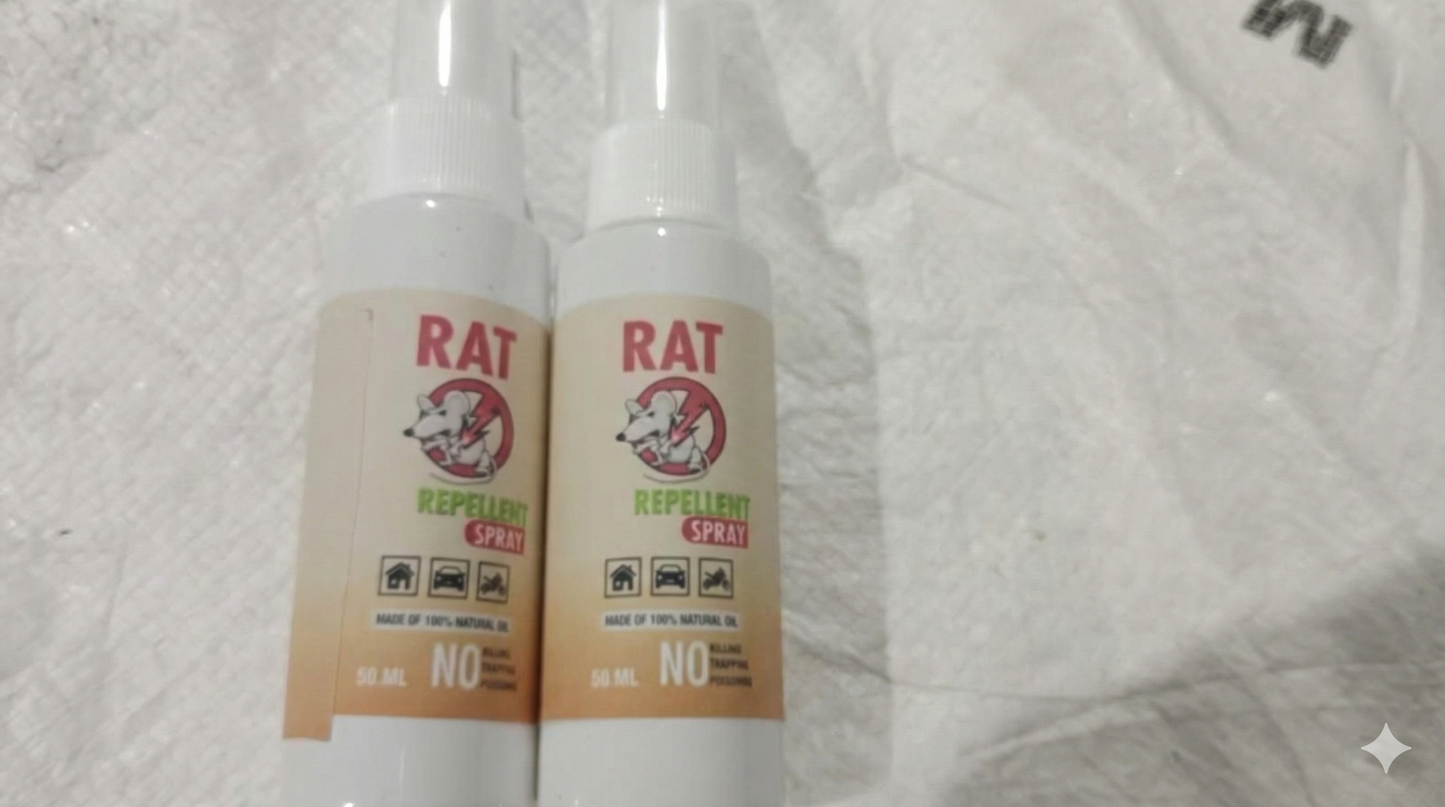 RAT
REPELLENT
SPRAY
MADE OF 100% NATURAL OIL
50 ML
NO
KILLING
TRAPPING
POISONING
RAT
REPELLENT
SPRAY
MADE OF 100% NATURAL OIL
50 ML
NO
KILLING
TRAPPING
POISONING